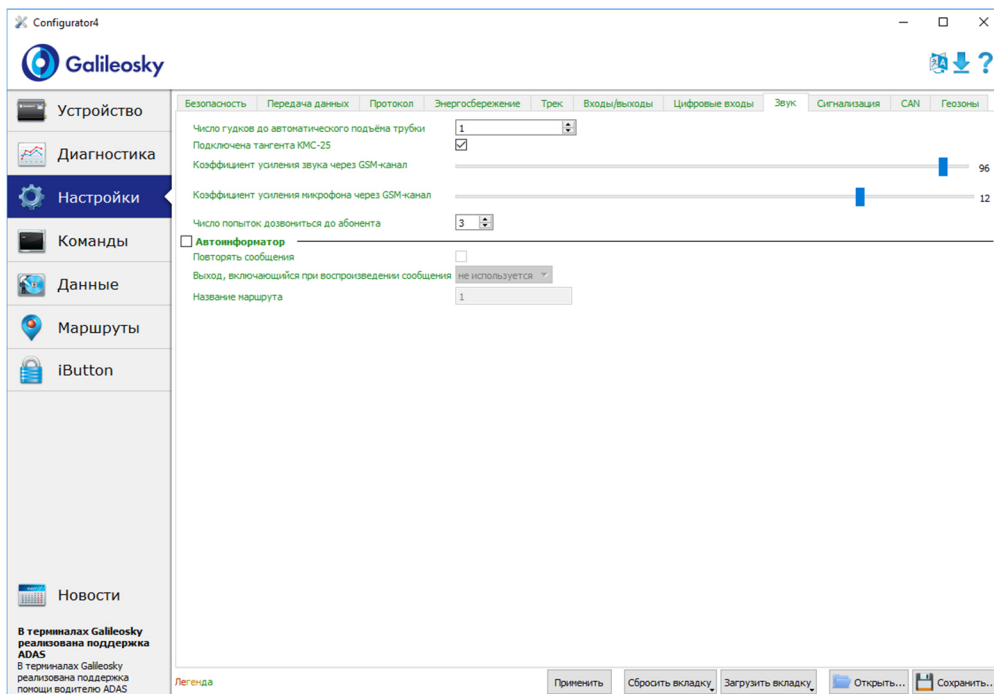 Configurator4
Galileosky
Устройство
Диагностика
Настройки
Команды
Данные
Маршруты
iButton
Новости
В терминалах Galileosky
реализована поддержка
ADAS
В терминалах Galileosky
реализована поддержка
помощи водителю ADAS
Безопасность Передача данных Протокол Энергосбережение Трек Входы/выходы Цифровые входы Звук Сигнализация CAN Геозоны
Число гудков до автоматического подъёма трубки 1
Подключена тангента КМС-25
Коэффициент усиления звука через GSM-канал 96
Коэффициент усиления микрофона через GSM-канал 12
Число попыток дозвониться до абонента 3
Автоинформатор
Повторять сообщения
Выход, включающийся при воспроизведении сообщения не используется
Название маршрута 1
Легенда Применить Сбросить вкладку Загрузить вкладку Открыть... Сохранить...